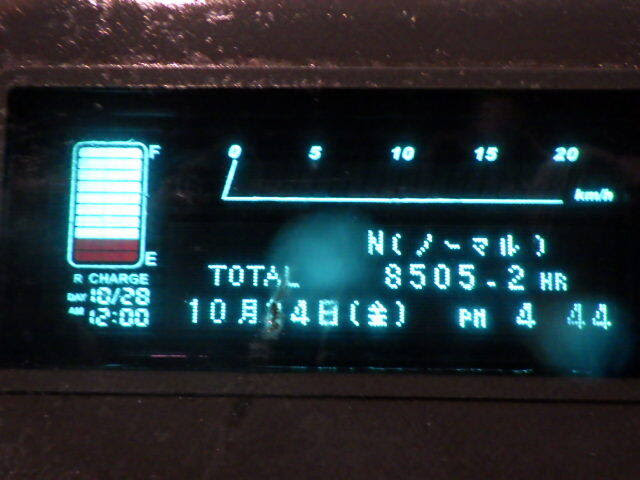 F
0 5 10 15 20
km/h
N(ノーマル)
E
TOTAL 8505.2 HR
R CHARGE
DAY 10/28
10月24日(金) PM 4 44
AM 12:00